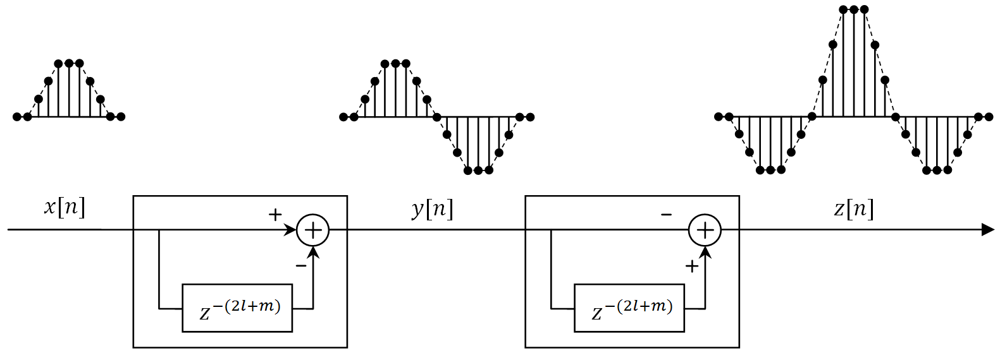 x[n]
+
y[n]
−
z[n]
+
+
−
+
z^{-(2l+m)}
z^{-(2l+m)}